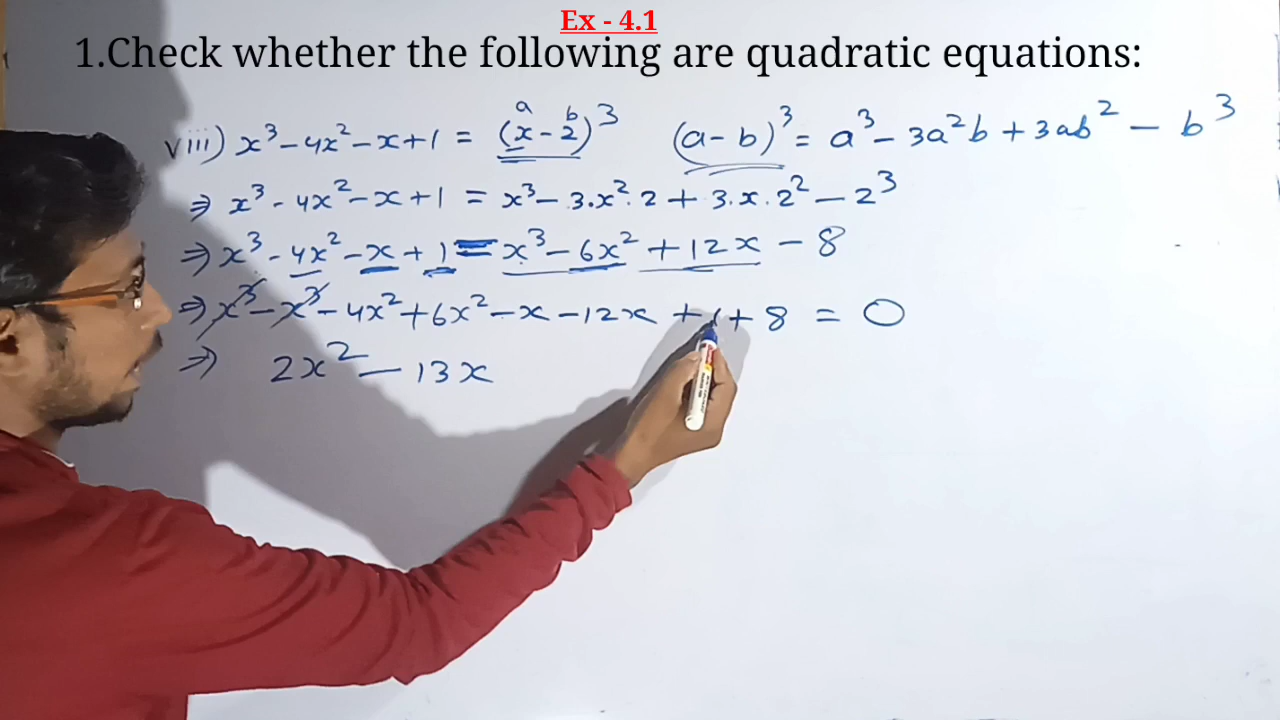 Ex - 4.1
1.Check whether the following are quadratic equations:
a b
viii) x³ - 4x² - x + 1 = (x - 2)³ (a - b)³ = a³ - 3a²b + 3ab² - b³
⇒ x³ - 4x² - x + 1 = x³ - 3.x².2 + 3.x.2² - 2³
⇒ x³ - 4x² - x + 1 = x³ - 6x² + 12x - 8
⇒ x³ - x³ - 4x² + 6x² - x - 12x + 1 + 8 = 0
⇒ 2x² - 13x